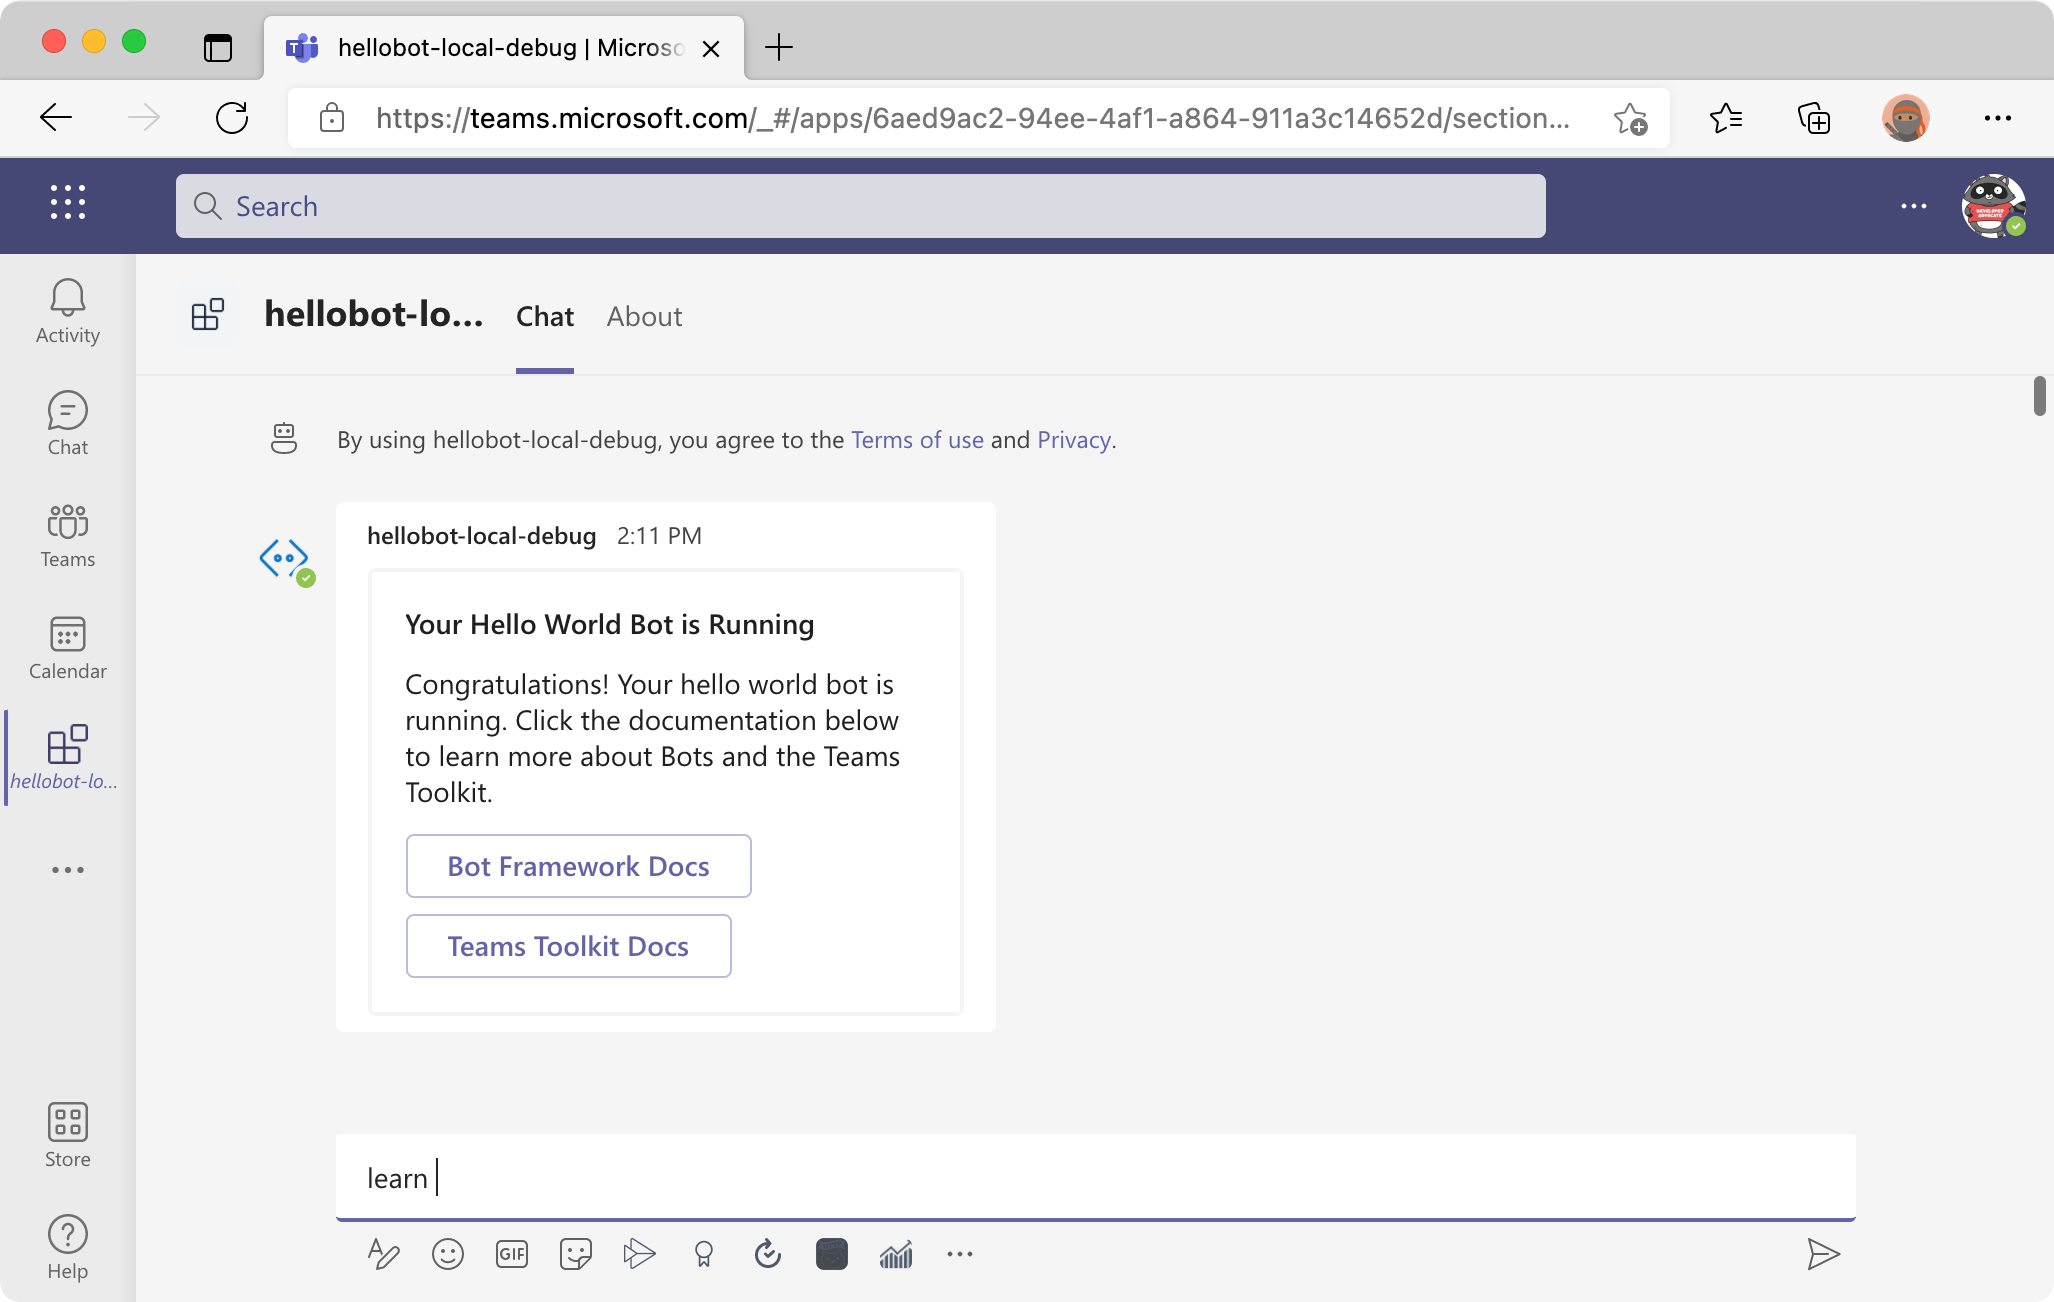 hellobot-local-debug | Microso
https://teams.microsoft.com/_#/apps/6aed9ac2-94ee-4af1-a864-911a3c14652d/section...
Search
DEVELOPER
ADVOCATE
Activity
Chat
Teams
Calendar
hellobot-lo...
Store
Help
hellobot-lo... Chat About
By using hellobot-local-debug, you agree to the Terms of use and Privacy.
hellobot-local-debug 2:11 PM
Your Hello World Bot is Running
Congratulations! Your hello world bot is
running. Click the documentation below
to learn more about Bots and the Teams
Toolkit.
Bot Framework Docs
Teams Toolkit Docs
learn
GIF